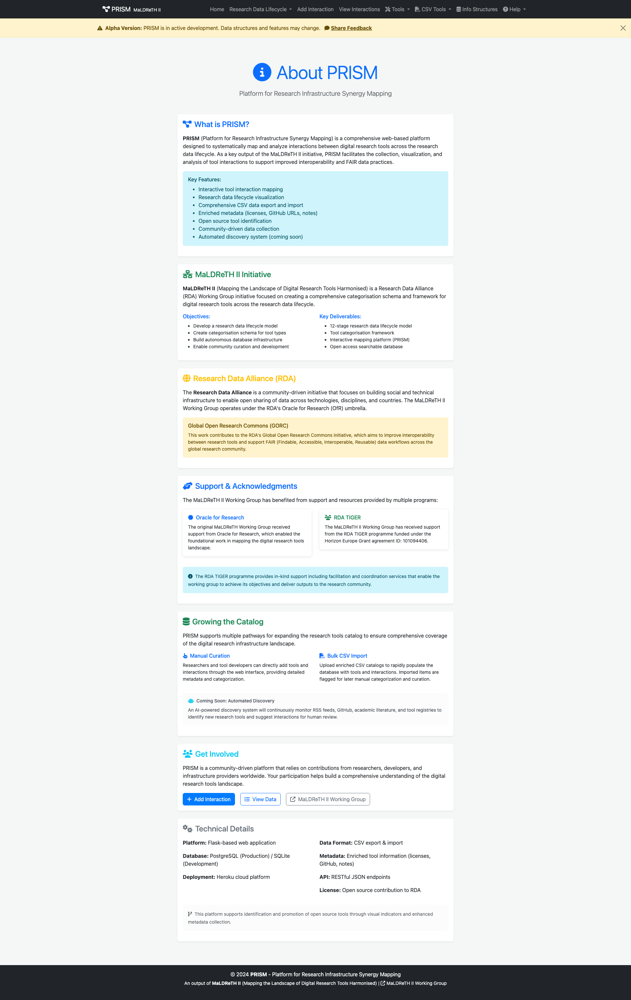 PRISM MaLDReTH II
Home Research Data Lifecycle Add Interaction View Interactions Tools CSV Tools Info Structures Help
Alpha Version: PRISM is in active development. Data structures and features may change. Share Feedback
About PRISM
Platform for Research Infrastructure Synergy Mapping
What is PRISM?
PRISM (Platform for Research Infrastructure Synergy Mapping) is a comprehensive web-based platform
designed to systematically map and analyze interactions between digital research tools across the research
data lifecycle. As a key output of the MaLDReTH II initiative, PRISM facilitates the collection, visualization, and
analysis of tool interactions to support improved interoperability and FAIR data practices.
Key Features:
• Interactive tool interaction mapping
• Research data lifecycle visualization
• Comprehensive CSV data export and import
• Enriched metadata (licenses, GitHub URLs, notes)
• Open source tool identification
• Community-driven data collection
• Automated discovery system (coming soon)
MaLDReTH II Initiative
MaLDReTH II (Mapping the Landscape of Digital Research Tools Harmonised) is a Research Data Alliance
(RDA) Working Group initiative focused on creating a comprehensive categorisation schema and framework for
digital research tools across the research data lifecycle.
Objectives:
• Develop a research data lifecycle model
• Create categorisation schema for tool types
• Build autonomous database infrastructure
• Enable community curation and development
Key Deliverables:
• 12-stage research data lifecycle model
• Tool categorisation framework
• Interactive mapping platform (PRISM)
• Open access searchable database
Research Data Alliance (RDA)
The Research Data Alliance is a community-driven initiative that focuses on building social and technical
infrastructure to enable open sharing of data across technologies, disciplines, and countries. The MaLDReTH II
Working Group operates under the RDA's Oracle for Research (OfR) umbrella.
Global Open Research Commons (GORC)
This work contributes to the RDA's Global Open Research Commons initiative, which aims to improve interoperability
between research tools and support FAIR (Findable, Accessible, Interoperable, Reusable) data workflows across the
global research community.
Support & Acknowledgments
The MaLDReTH II Working Group has benefited from support and resources provided by multiple programs:
Oracle for Research
The original MaLDReTH Working Group received
support from Oracle for Research, which enabled the
foundational work in mapping the digital research tools
landscape.
RDA TIGER
The MaLDReTH II Working Group has received support
from the RDA TIGER programme funded under the
Horizon Europe Grant agreement ID: 101094406.
The RDA TIGER programme provides in-kind support including facilitation and coordination services that enable the
working group to achieve its objectives and deliver outputs to the research community.
Growing the Catalog
PRISM supports multiple pathways for expanding the research tools catalog to ensure comprehensive coverage
of the digital research infrastructure landscape.
Manual Curation
Researchers and tool developers can directly add tools and
interactions through the web interface, providing detailed
metadata and categorization.
Bulk CSV Import
Upload enriched CSV catalogs to rapidly populate the
database with tools and interactions. Imported items are
flagged for later manual categorization and curation.
Coming Soon: Automated Discovery
An AI-powered discovery system will continuously monitor RSS feeds, GitHub, academic literature, and tool registries to
identify new research tools and suggest interactions for human review.
Get Involved
PRISM is a community-driven platform that relies on contributions from researchers, developers, and
infrastructure providers worldwide. Your participation helps build a comprehensive understanding of the digital
research tools landscape.
Add Interaction View Data MaLDReTH II Working Group
Technical Details
Platform: Flask-based web application
Database: PostgreSQL (Production) / SQLite
(Development)
Deployment: Heroku cloud platform
Data Format: CSV export & import
Metadata: Enriched tool information (licenses,
GitHub, notes)
API: RESTful JSON endpoints
License: Open source contribution to RDA
This platform supports identification and promotion of open source tools through visual indicators and enhanced
metadata collection.
© 2024 PRISM - Platform for Research Infrastructure Synergy Mapping
An output of MaLDReTH II (Mapping the Landscape of Digital Research Tools Harmonised) | MaLDReTH II Working Group